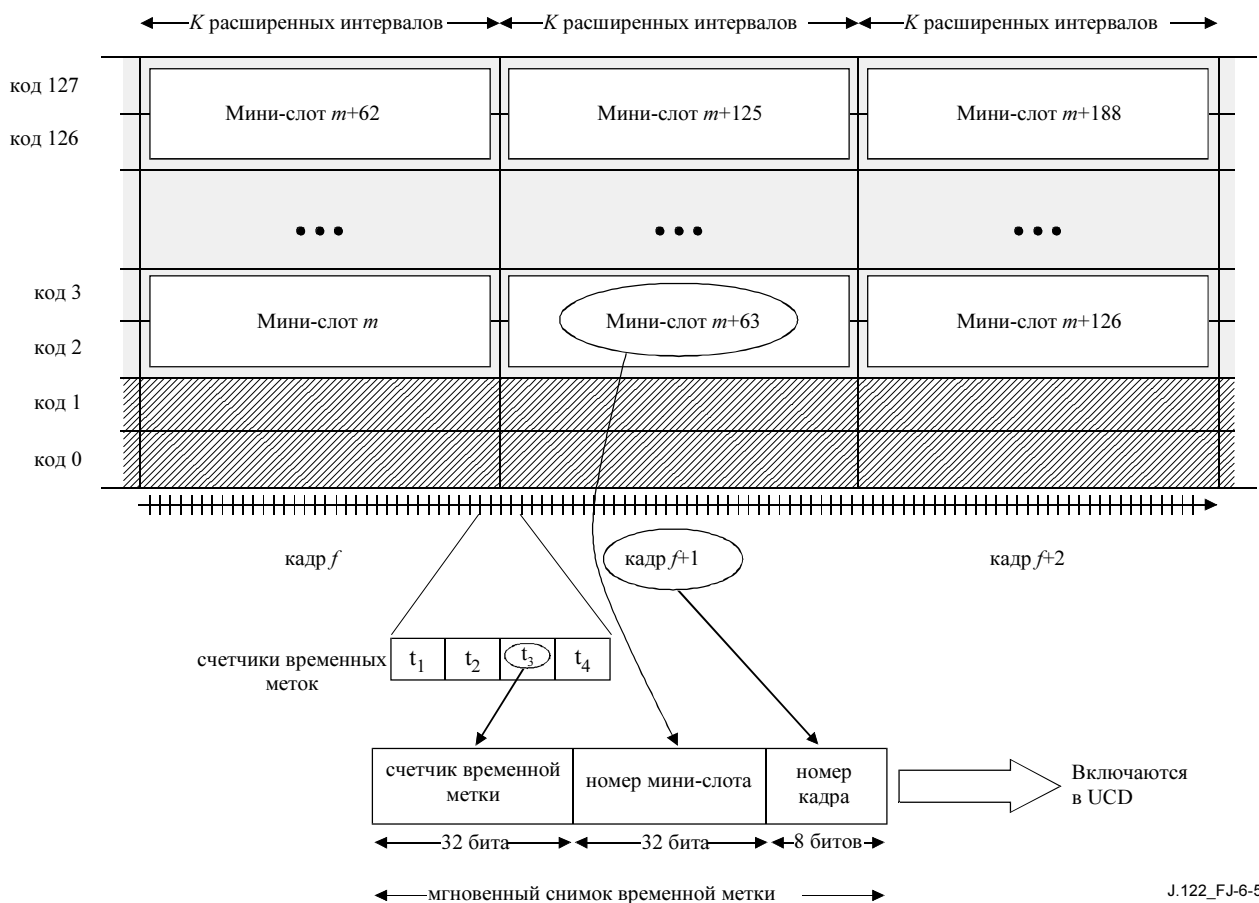 K расширенных интервалов K расширенных интервалов K расширенных интервалов
код 127
Мини-слот m+62 Мини-слот m+125 Мини-слот m+188
код 126
код 3
Мини-слот m Мини-слот m+63 Мини-слот m+126
код 2
код 1
код 0
кадр f кадр f+1 кадр f+2
счетчики временных
меток
t1 t2 t3 t4
счетчик временной
метки
номер мини-слота
номер
кадра
Включаются
в UCD
32 бита 32 бита 8 битов
мгновенный снимок временной метки
J.122_FJ-6-5